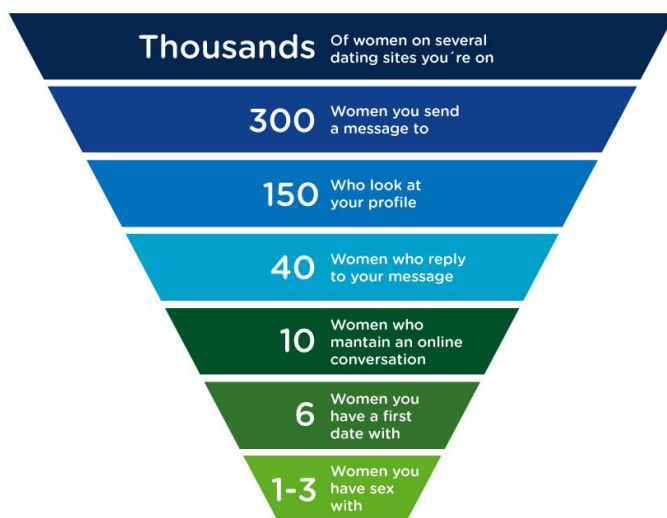 Thousands
Of women on several
dating sites you´re on
300
Women you send
a message to
150
Who look at
your profile
40
Women who reply
to your message
10
Women who
mantain an online
conversation
6
Women you
have a first
date with
1-3
Women you
have sex
with